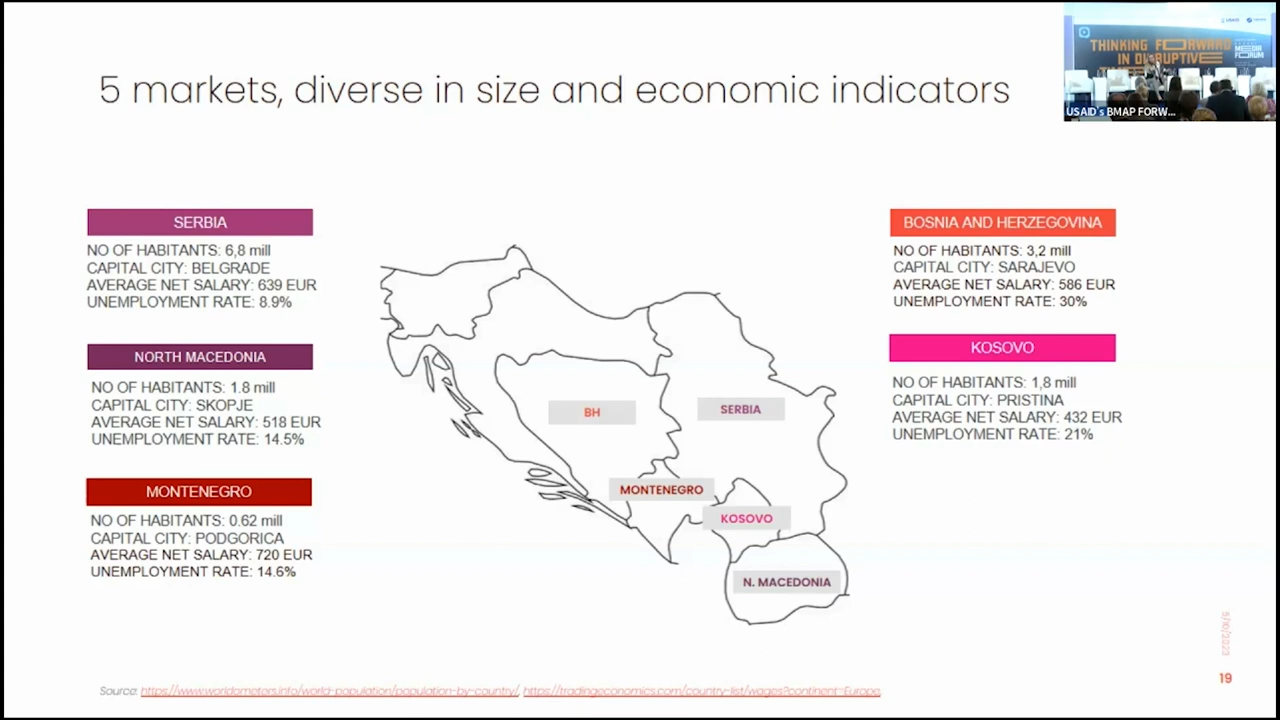 5 markets, diverse in size and economic indicators
THINKING FORWARD
IN DISRUPTIVE
MEDIA
FORUM
USAID's BMAP FORW...
SERBIA
NO OF HABITANTS: 6,8 mill
CAPITAL CITY: BELGRADE
AVERAGE NET SALARY: 639 EUR
UNEMPLOYMENT RATE: 8.9%
NORTH MACEDONIA
NO OF HABITANTS: 1.8 mill
CAPITAL CITY: SKOPJE
AVERAGE NET SALARY: 518 EUR
UNEMPLOYMENT RATE: 14.5%
MONTENEGRO
NO OF HABITANTS: 0.62 mill
CAPITAL CITY: PODGORICA
AVERAGE NET SALARY: 720 EUR
UNEMPLOYMENT RATE: 14.6%
BH
SERBIA
MONTENEGRO
KOSOVO
N. MACEDONIA
BOSNIA AND HERZEGOVINA
NO OF HABITANTS: 3,2 mill
CAPITAL CITY: SARAJEVO
AVERAGE NET SALARY: 586 EUR
UNEMPLOYMENT RATE: 30%
KOSOVO
NO OF HABITANTS: 1,8 mill
CAPITAL CITY: PRISTINA
AVERAGE NET SALARY: 432 EUR
UNEMPLOYMENT RATE: 21%
5/10/2023
19
Source: https://www.worldometers.info/world-population/population-by-country/, https://tradingeconomics.com/country-list/wages?continent=Europe